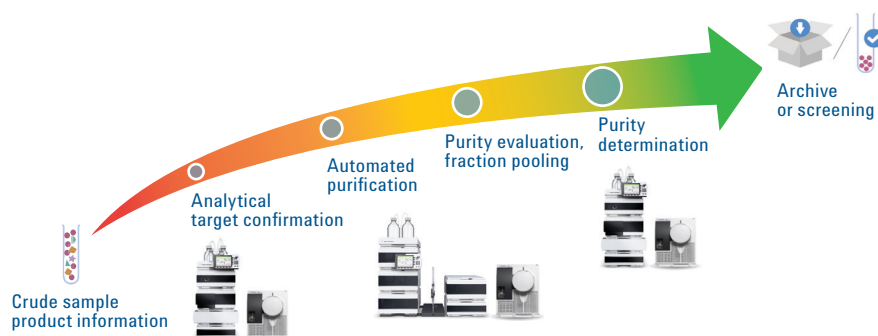 Crude sample
product information
Analytical
target confirmation
Automated
purification
Purity evaluation,
fraction pooling
Purity
determination
Archive
or screening